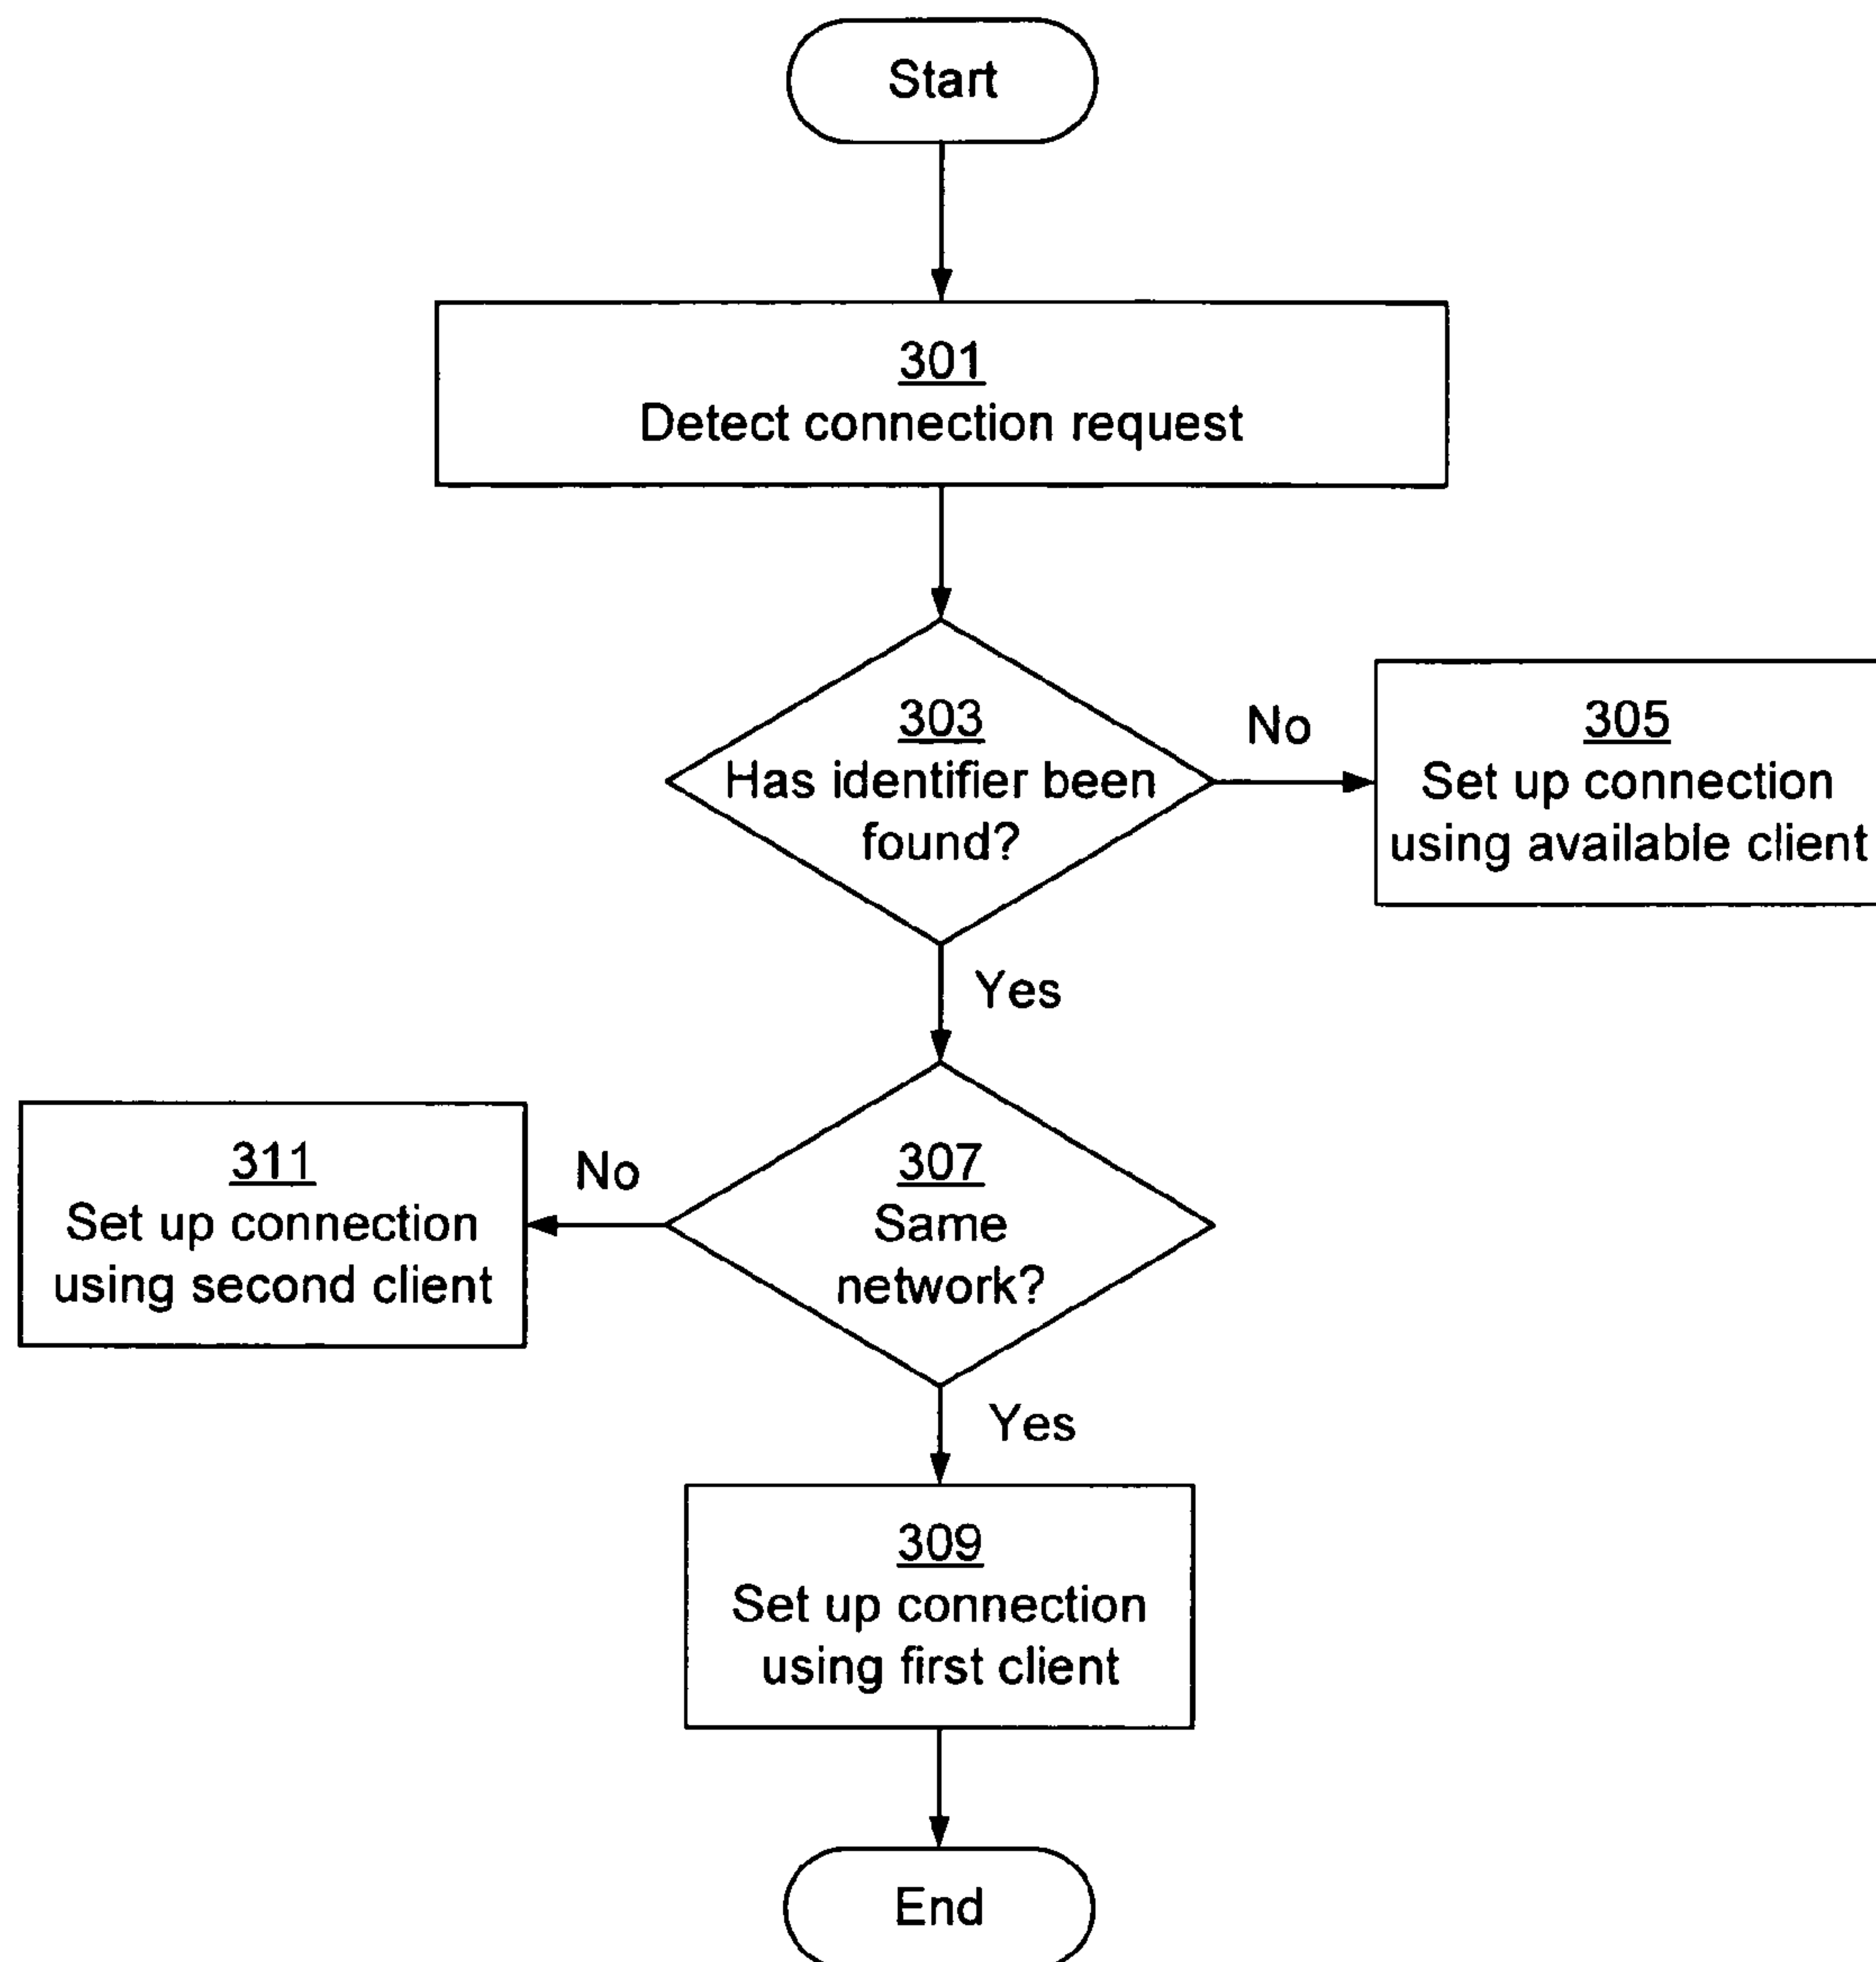 Start
301
Detect connection request
303
Has identifier been
found?
No
305
Set up connection
using available client
Yes
311
Set up connection
using second client
No
307
Same
network?
Yes
309
Set up connection
using first client
End